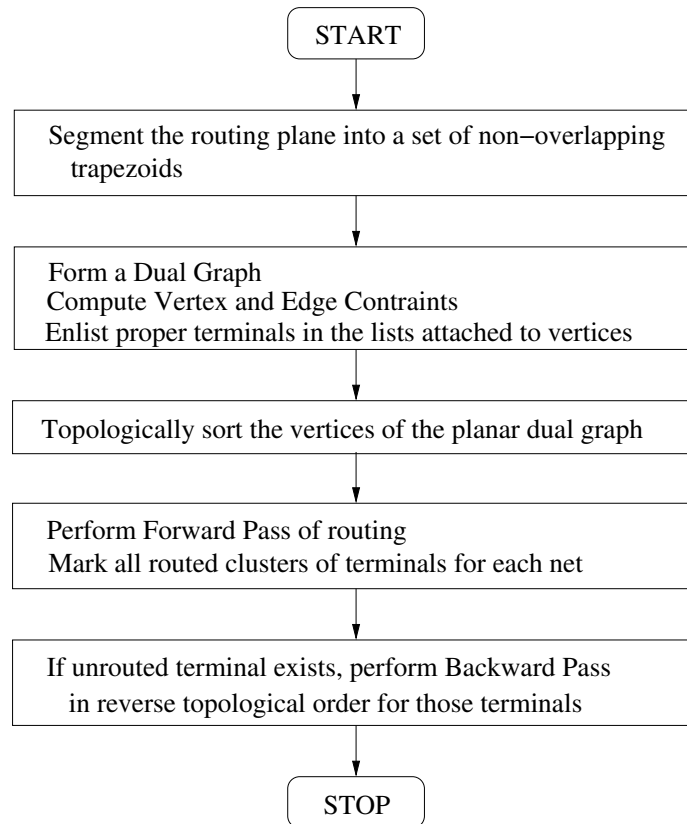 START
Segment the routing plane into a set of non−overlapping
trapezoids
Form a Dual Graph
Compute Vertex and Edge Contraints
Enlist proper terminals in the lists attached to vertices
Topologically sort the vertices of the planar dual graph
Perform Forward Pass of routing
Mark all routed clusters of terminals for each net
If unrouted terminal exists, perform Backward Pass
in reverse topological order for those terminals
STOP